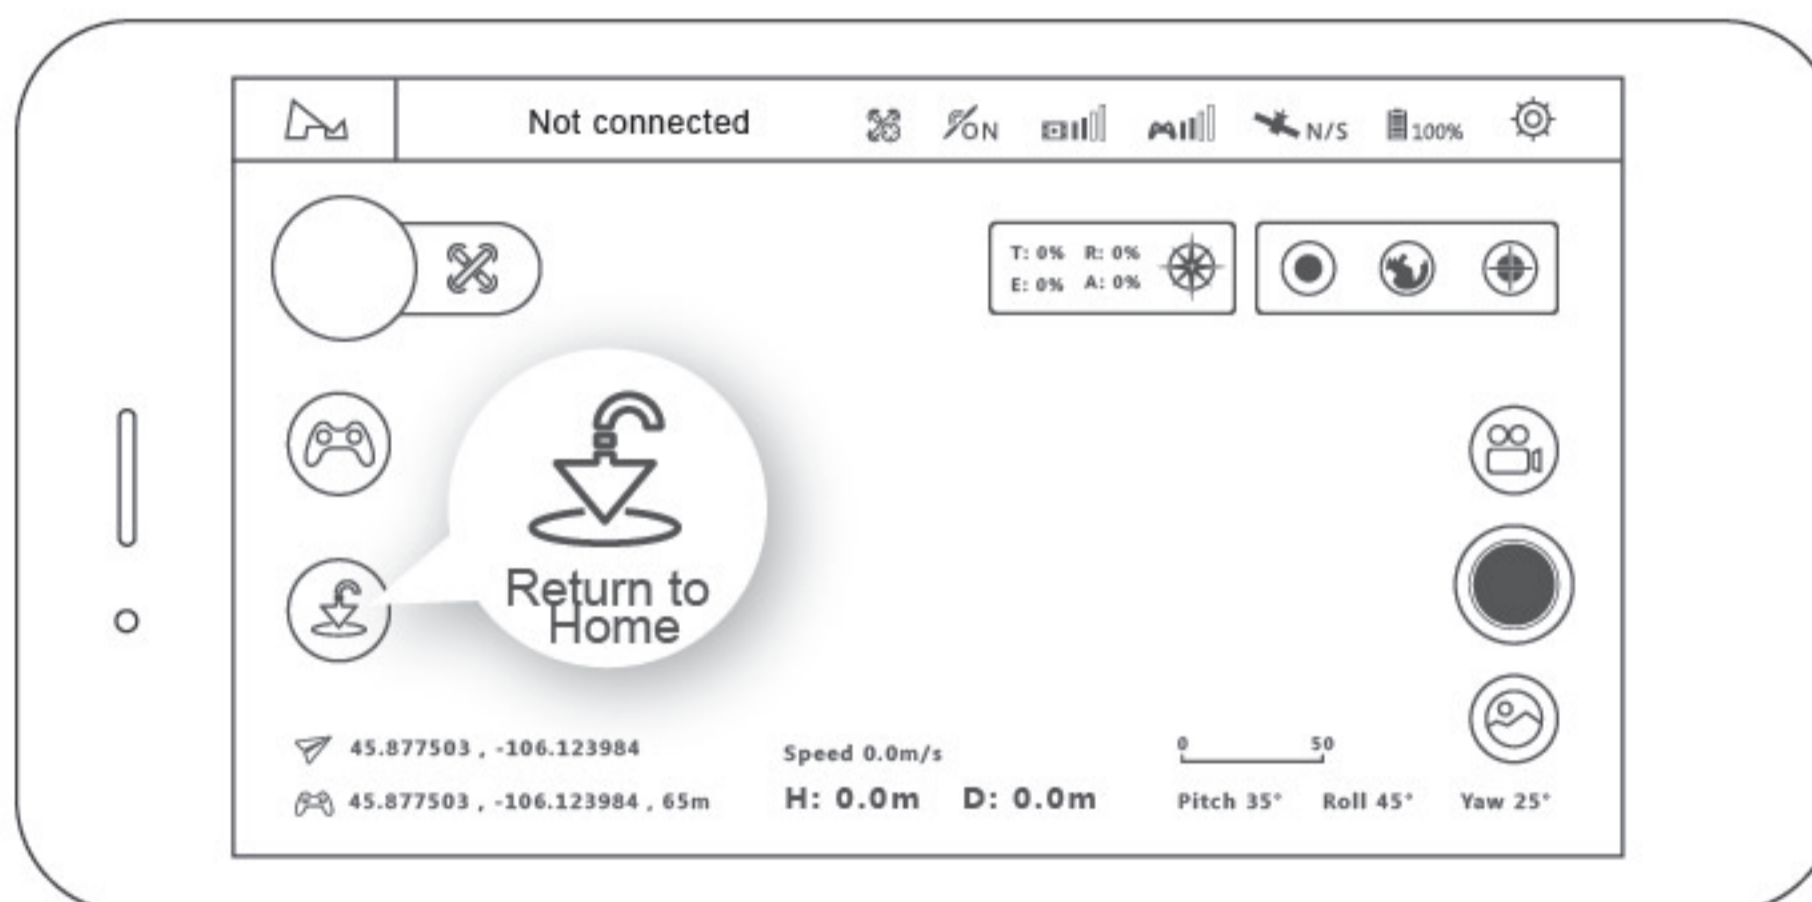 Not connected
ON
N/S
100%
T: 0% R: 0%
E: 0% A: 0%
Return to
Home
45.877503 , -106.123984
45.877503 , -106.123984 , 65m
Speed 0.0m/s
H: 0.0m D: 0.0m
0 50
Pitch 35° Roll 45° Yaw 25°